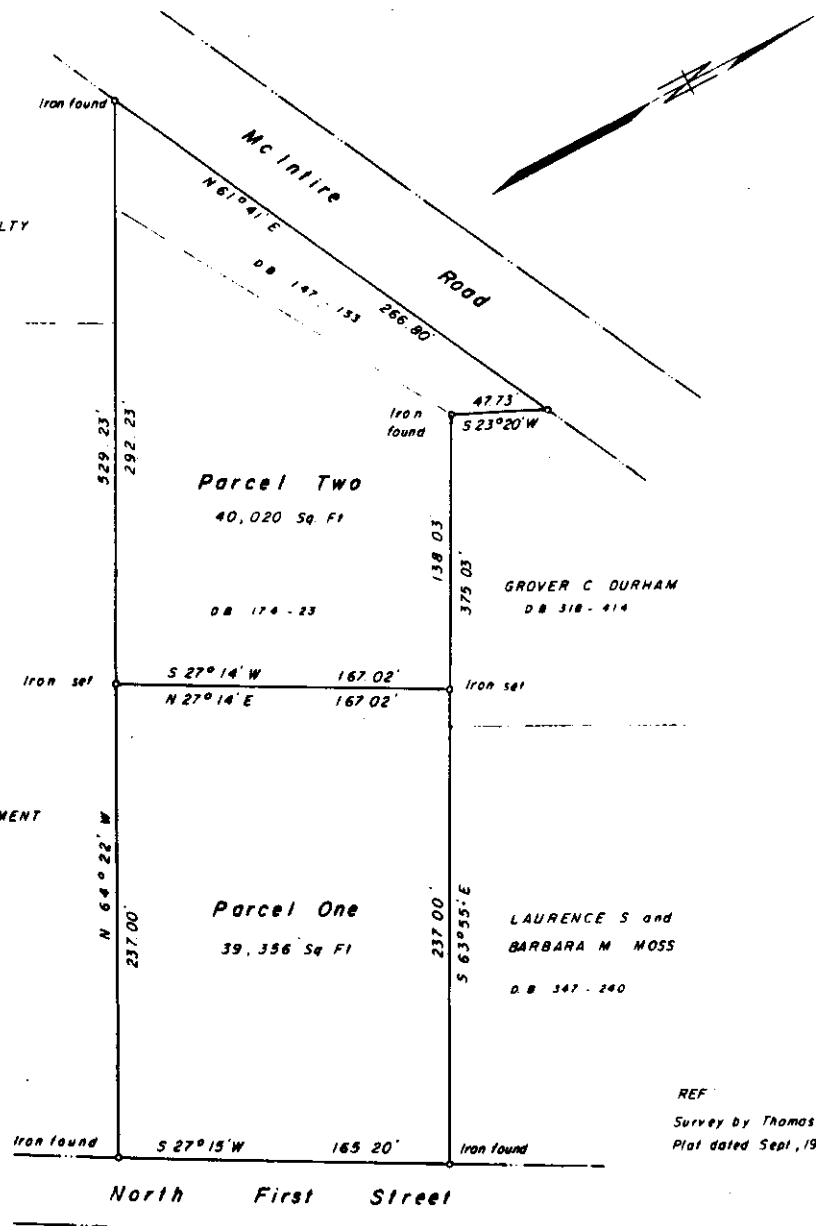 Iron found
McIntire
Road
N 61° 41' E
266.80'
D B 147 - 133
LTY
47.73'
S 23° 20' W
Iron
found
529.23'
292.23'
Parcel Two
40,020 Sq. Ft
138 03'
375 03'
GROVER C DURHAM
D B 318 - 414
D B 174 - 23
Iron set
S 27° 14' W 167.02'
N 27° 14' E 167.02'
Iron set
MENT
N 64° 22' W
237.00'
Parcel One
39,356 Sq Ft
237 00'
S 63° 55' E
LAURENCE S and
BARBARA M MOSS
D. B 347 - 240
REF
Survey by Thomas
Plat dated Sept, 19
Iron found
S 27° 15' W 165 20'
Iron found
North First Street